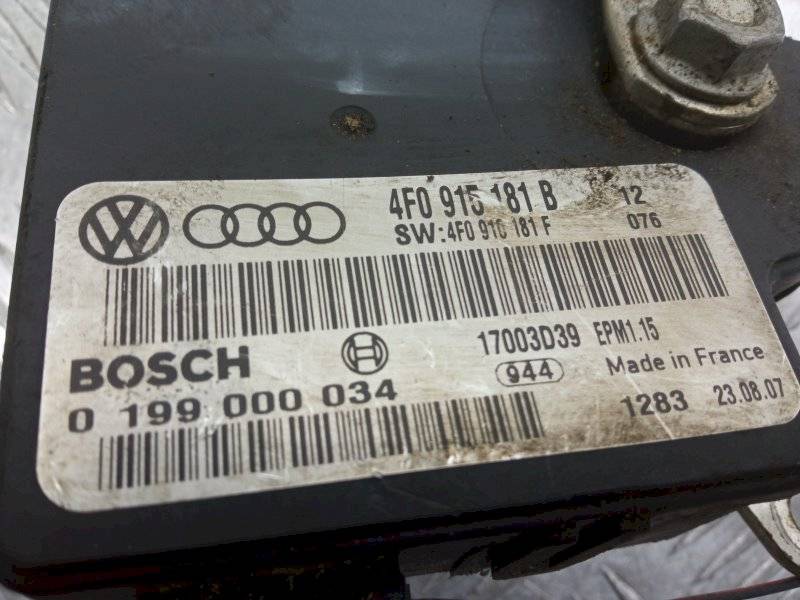 4F0 915 181 B 12
SW:4F0 910 181 F 076
BOSCH
17003D39 EPM1.15
944 Made in France
0 199 000 034
1283 23.08.07